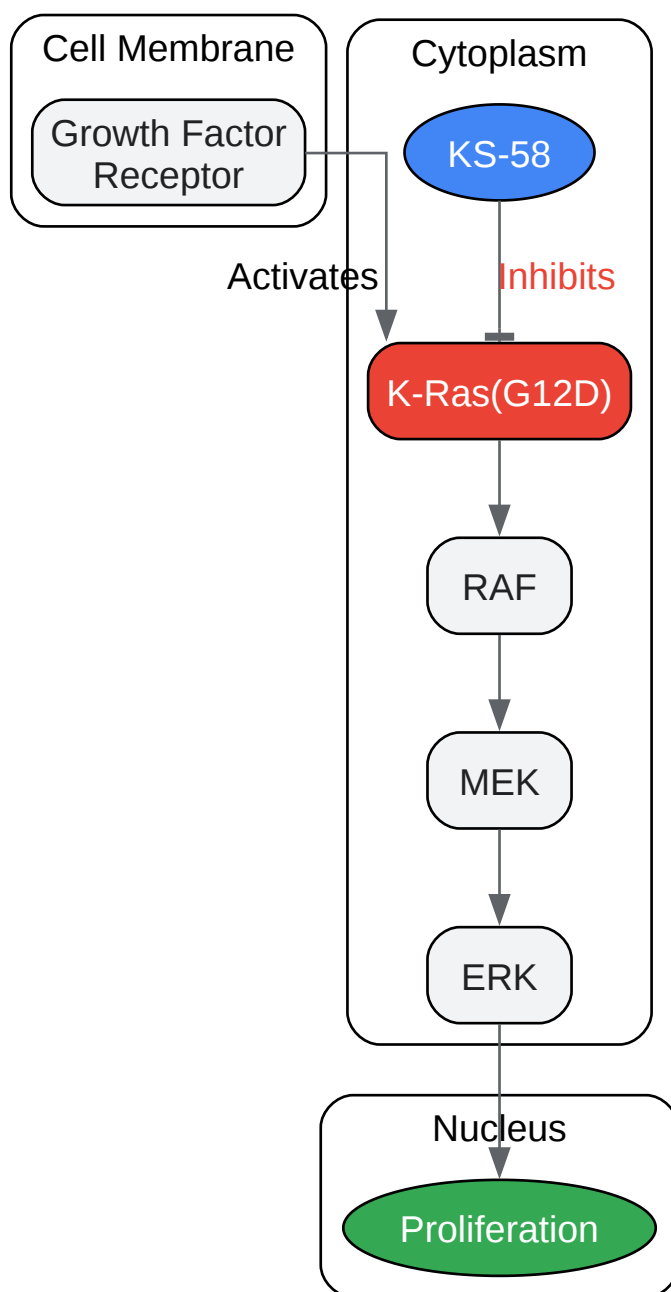 Cell Membrane
Growth Factor
Receptor
Cytoplasm
KS-58
Activates
Inhibits
K-Ras(G12D)
RAF
MEK
ERK
Nucleus
Proliferation